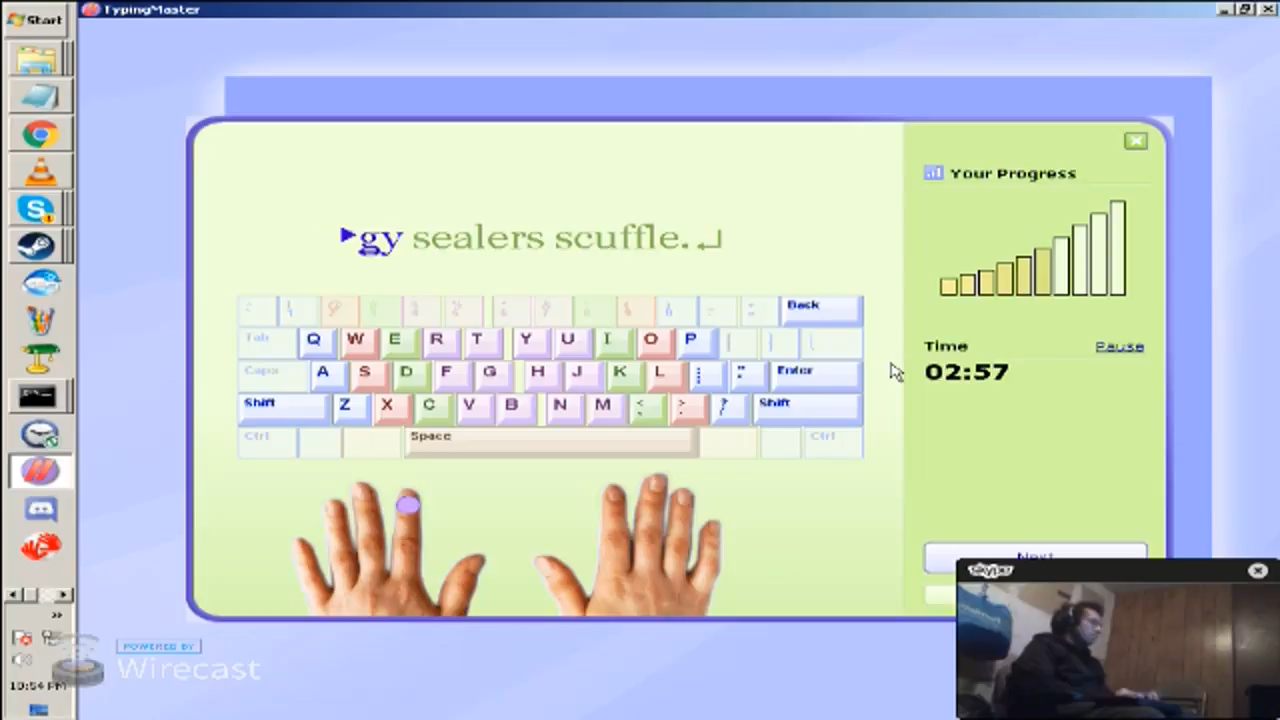 Start
TypingMaster
Your Progress
gy sealers scuffle.
Back
Tab Q W E R T Y U I O P
Caps A S D F G H J K L ; Enter
Shift Z X C V B N M < > ? Shift
Ctrl Space Ctrl
Time Pause
02:57
Next
skype
POWERED BY
Wirecast
10:54 PM